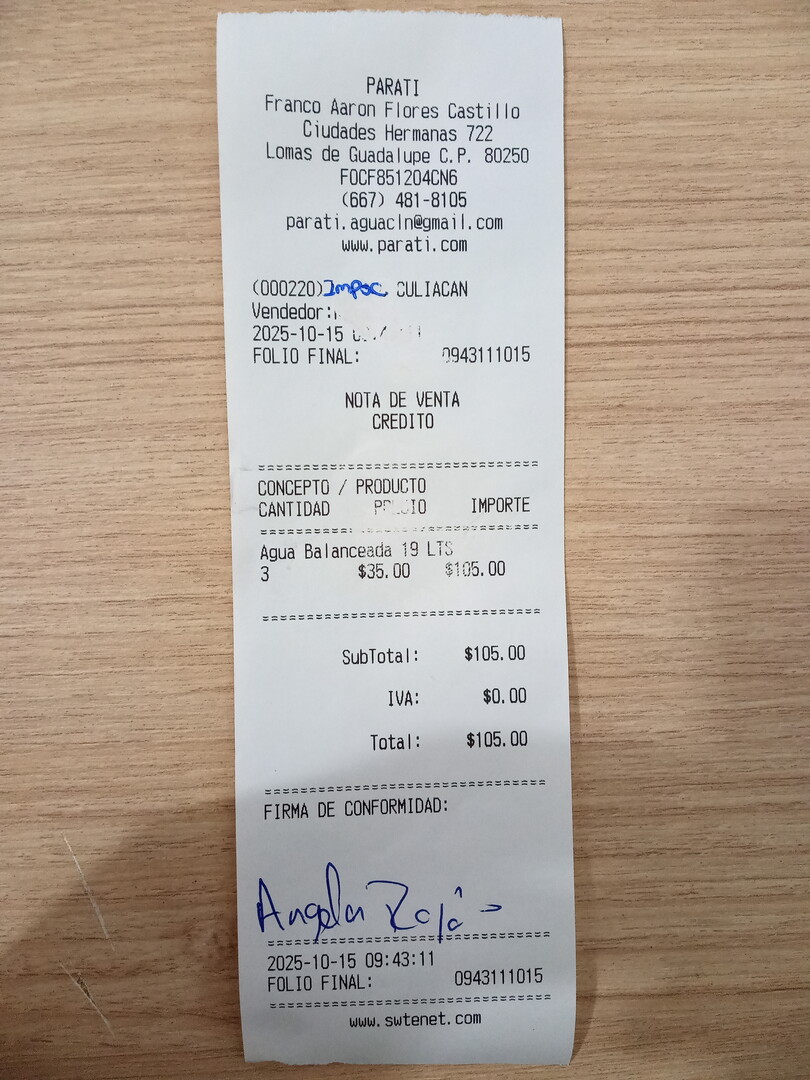 PARATI
Franco Aaron Flores Castillo
Ciudades Hermanas 722
Lomas de Guadalupe C.P. 80250
FOCF851204CN6
(667) 481-8105
parati.aguacln@gmail.com
www.parati.com
(000220) Impac CULIACAN
Vendedor:
2025-10-15
FOLIO FINAL: 0943111015
NOTA DE VENTA
CREDITO
CONCEPTO / PRODUCTO
CANTIDAD PRECIO IMPORTE
Agua Balanceada 19 LTS
3 $35.00 $105.00
SubTotal: $105.00
IVA: $0.00
Total: $105.00
FIRMA DE CONFORMIDAD:
Angela
2025-10-15 09:43:11
FOLIO FINAL: 0943111015
www.swtenet.com